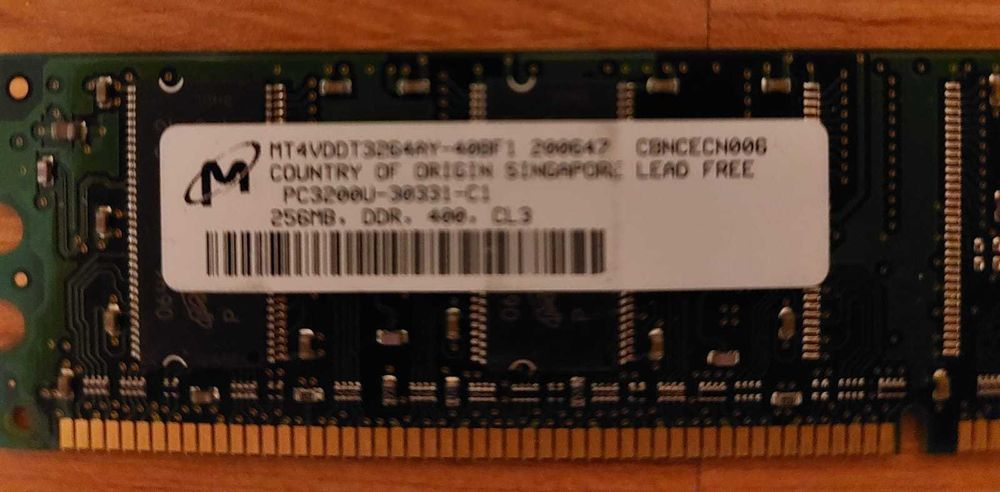 MT4VDDT3264AY-40BF1 200647 CBNCECN006
COUNTRY OF ORIGIN SINGAPORE LEAD FREE
PC3200U-30331-C1
256MB, DDR, 400, CL3